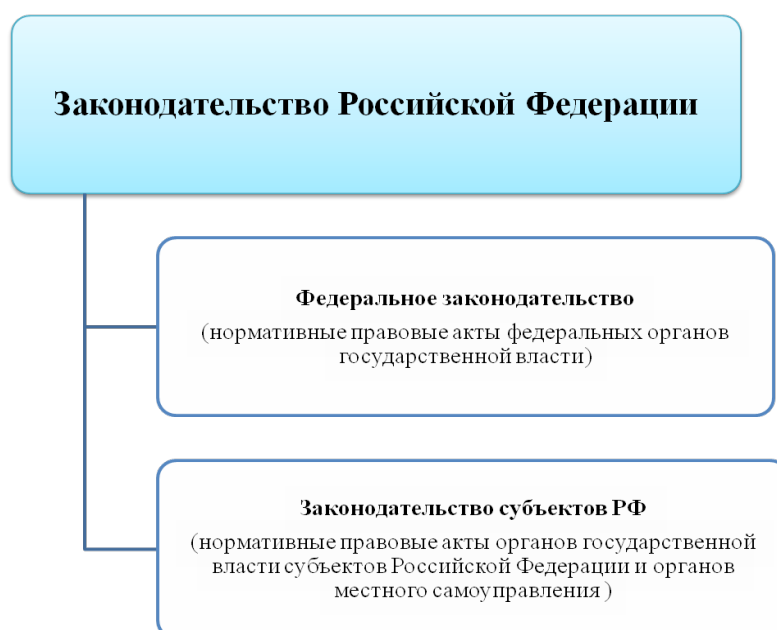 Законодательство Российской Федерации
Федеральное законодательство
(нормативные правовые акты федеральных органов
государственной власти)
Законодательство субъектов РФ
(нормативные правовые акты органов государственной
власти субъектов Российской Федерации и органов
местного самоуправления )